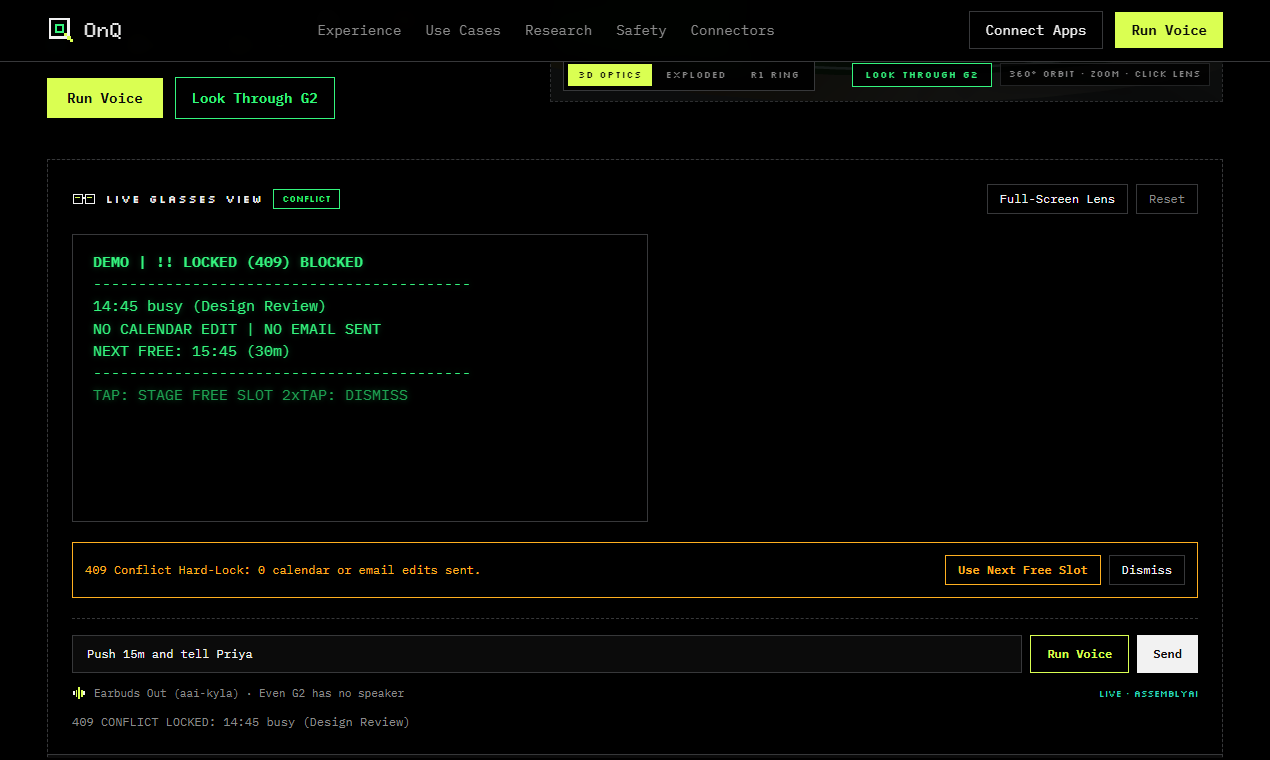 OnQ
Experience Use Cases Research Safety Connectors
Connect Apps
Run Voice
Run Voice
Look Through G2
3D OPTICS
EXPLODED
R1 RING
LOOK THROUGH G2
360° ORBIT · ZOOM · CLICK LENS
LIVE GLASSES VIEW
CONFLICT
Full-Screen Lens
Reset
DEMO | !! LOCKED (409) BLOCKED
------------------------------------------
14:45 busy (Design Review)
NO CALENDAR EDIT | NO EMAIL SENT
NEXT FREE: 15:45 (30m)
------------------------------------------
TAP: STAGE FREE SLOT 2xTAP: DISMISS
409 Conflict Hard-Lock: 0 calendar or email edits sent.
Use Next Free Slot
Dismiss
Push 15m and tell Priya
Run Voice
Send
Earbuds Out (aai-kyla) · Even G2 has no speaker
LIVE · ASSEMBLYAI
409 CONFLICT LOCKED: 14:45 busy (Design Review)